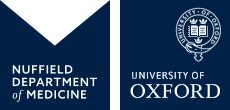 NUFFIELD
DEPARTMENT
of MEDICINE
UNIVERSITY OF
OXFORD